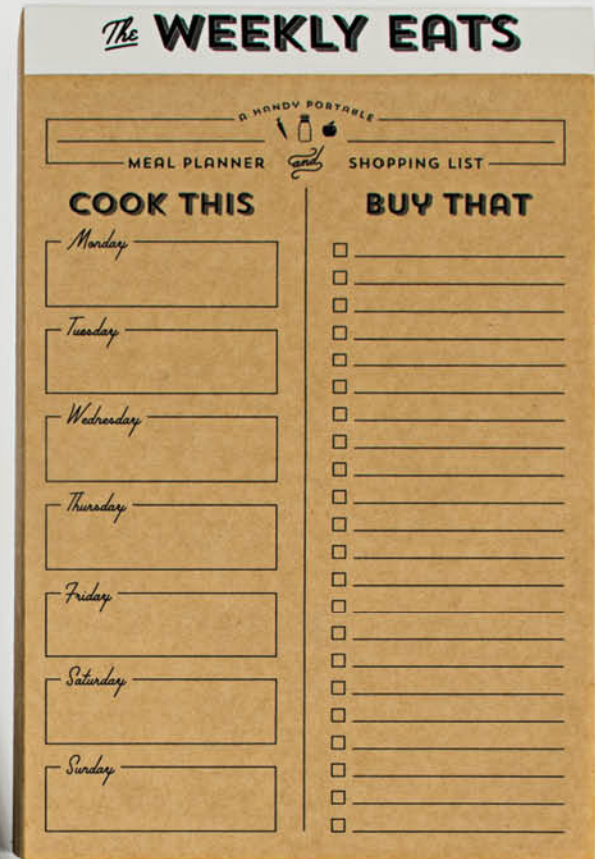 The WEEKLY EATS
A HANDY PORTABLE
MEAL PLANNER and SHOPPING LIST
COOK THIS
Monday
Tuesday
Wednesday
Thursday
Friday
Saturday
Sunday
BUY THAT